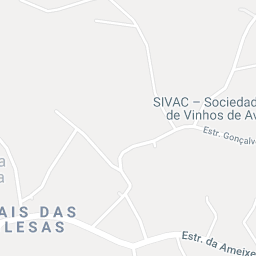 SIVAC – Sociedad
de Vinhos de Av
Estr. Gonçalve
a
a
AIS DAS
LESAS
Estr. da Ameixe